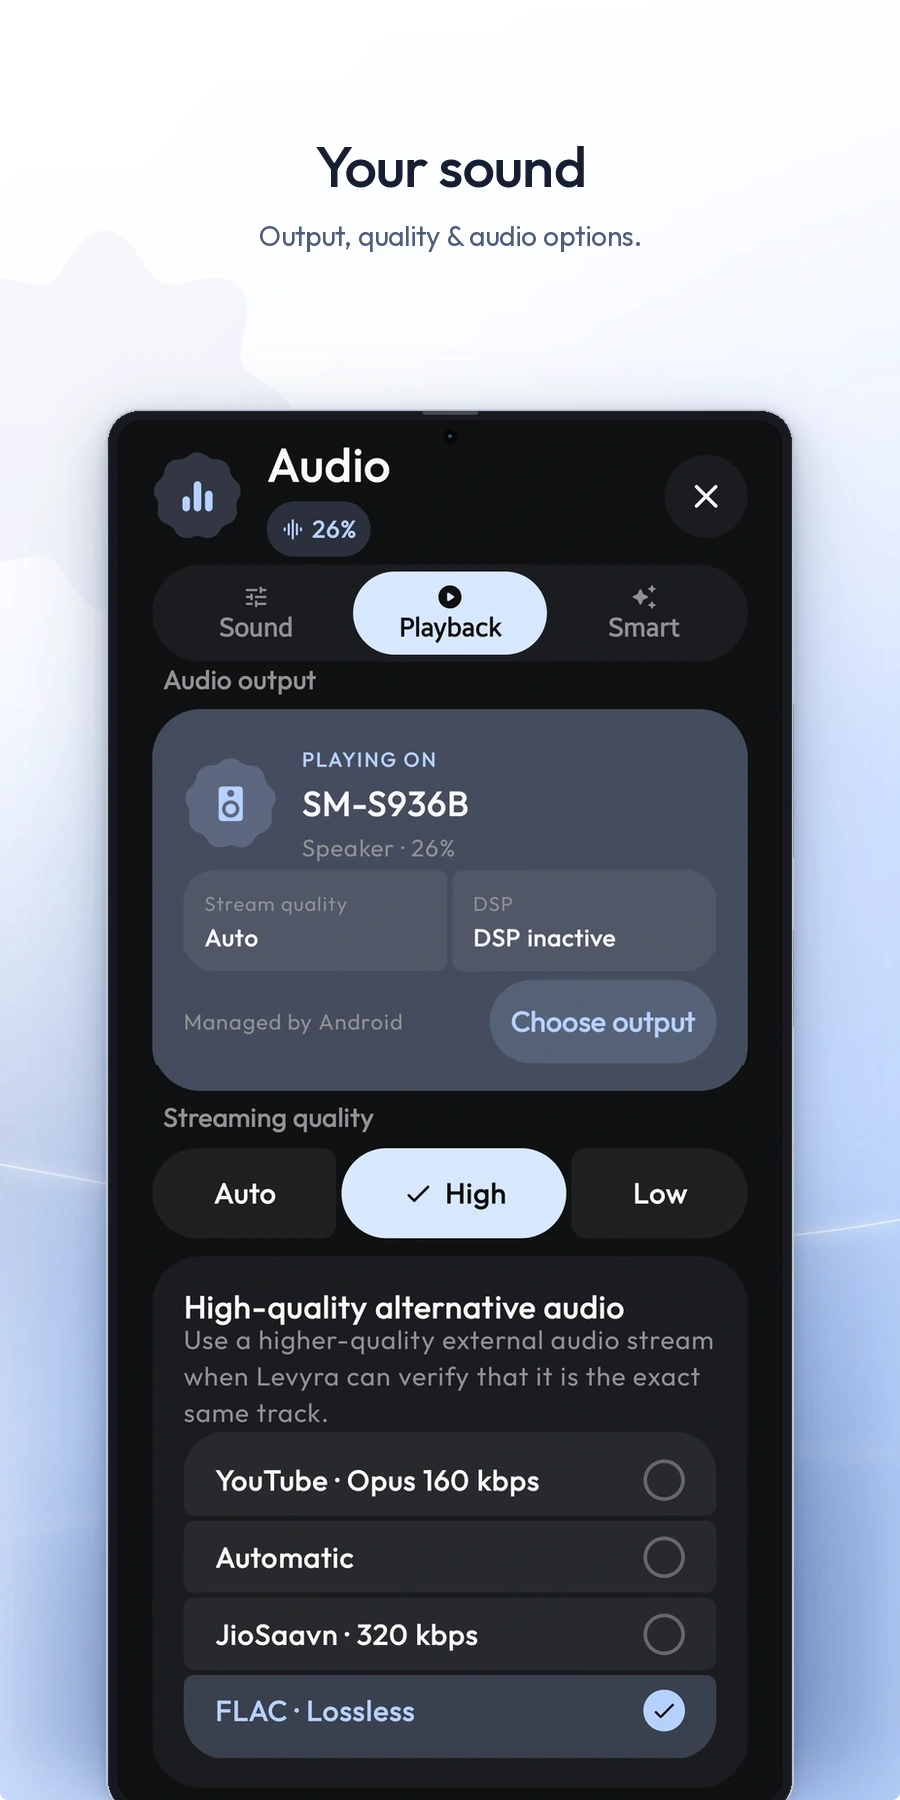 Your sound
Output, quality & audio options.
Audio
26%
Sound
Playback
Smart
Audio output
PLAYING ON
SM-S936B
Speaker · 26%
Stream quality
Auto
DSP
DSP inactive
Managed by Android
Choose output
Streaming quality
Auto
High
Low
High-quality alternative audio
Use a higher-quality external audio stream
when Levyra can verify that it is the exact
same track.
YouTube · Opus 160 kbps
Automatic
JioSaavn · 320 kbps
FLAC · Lossless